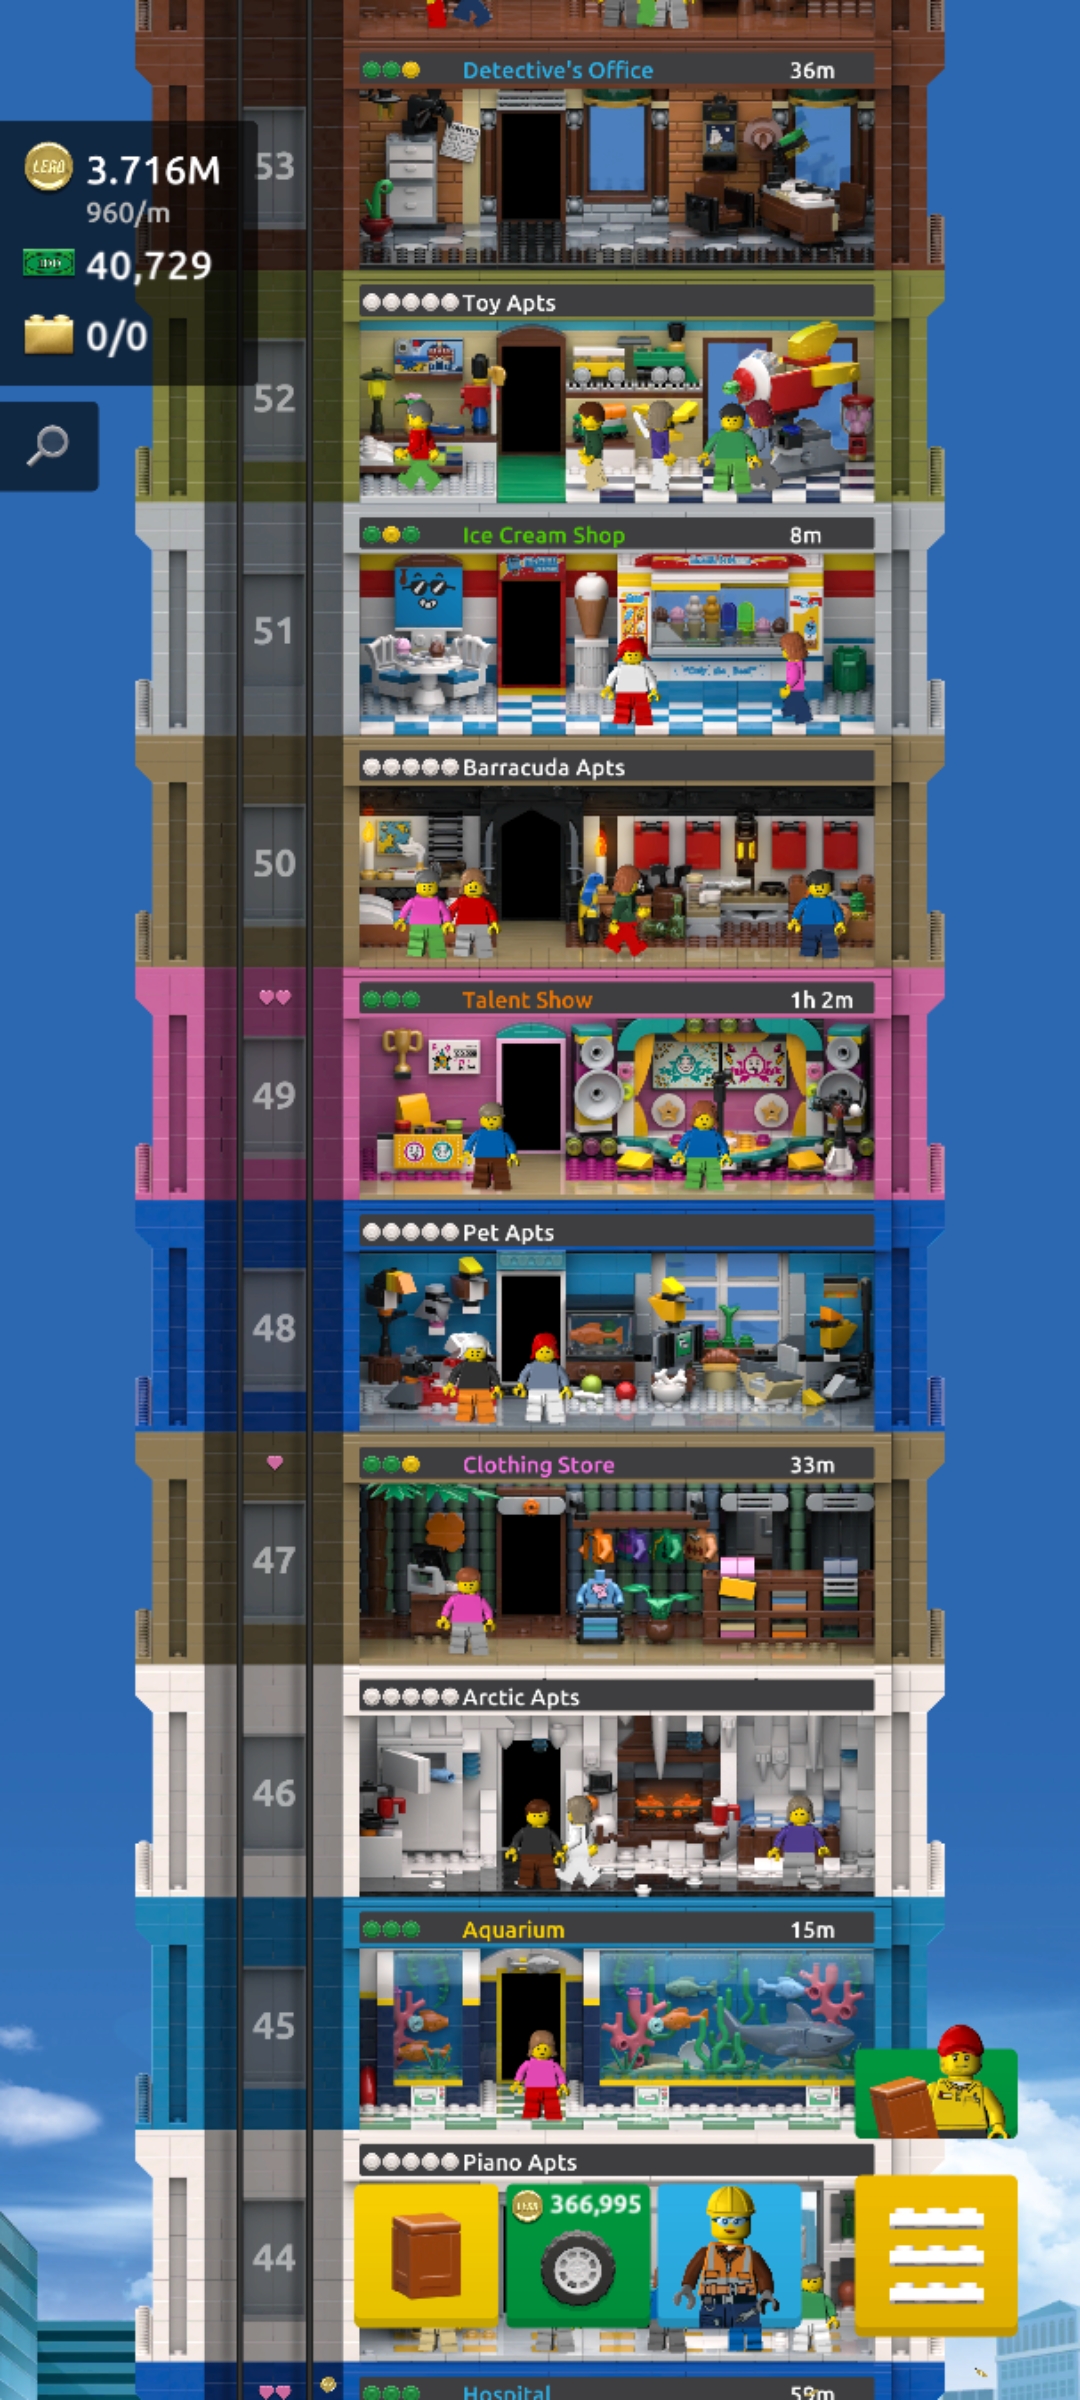 Detective's Office 36m
53
LEGO 3.716M
960/m
40,729
0/0
Toy Apts
52
Ice Cream Shop 8m
51
Barracuda Apts
50
Talent Show 1h 2m
49
Pet Apts
48
Clothing Store 33m
47
Arctic Apts
46
Aquarium 15m
45
Piano Apts
366,995
44
Hospital 59m